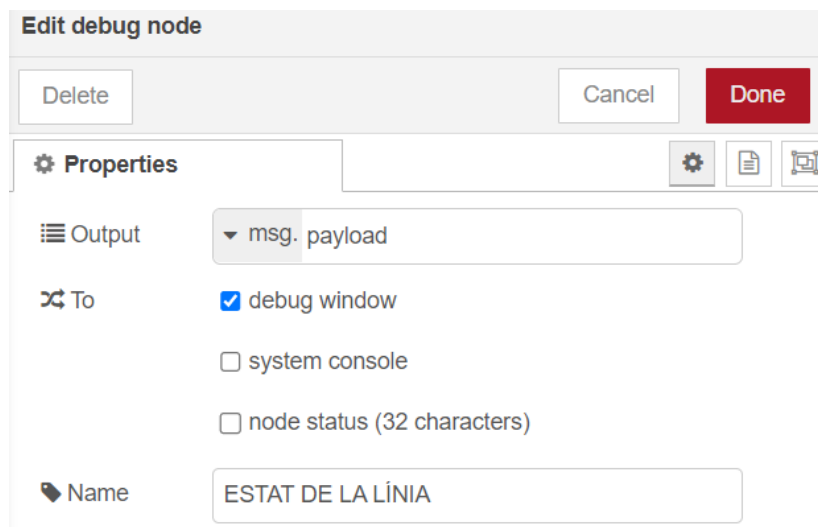 Edit debug node
Delete Cancel Done
Properties
Output msg. payload
To debug window
system console
node status (32 characters)
Name ESTAT DE LA LÍNIA